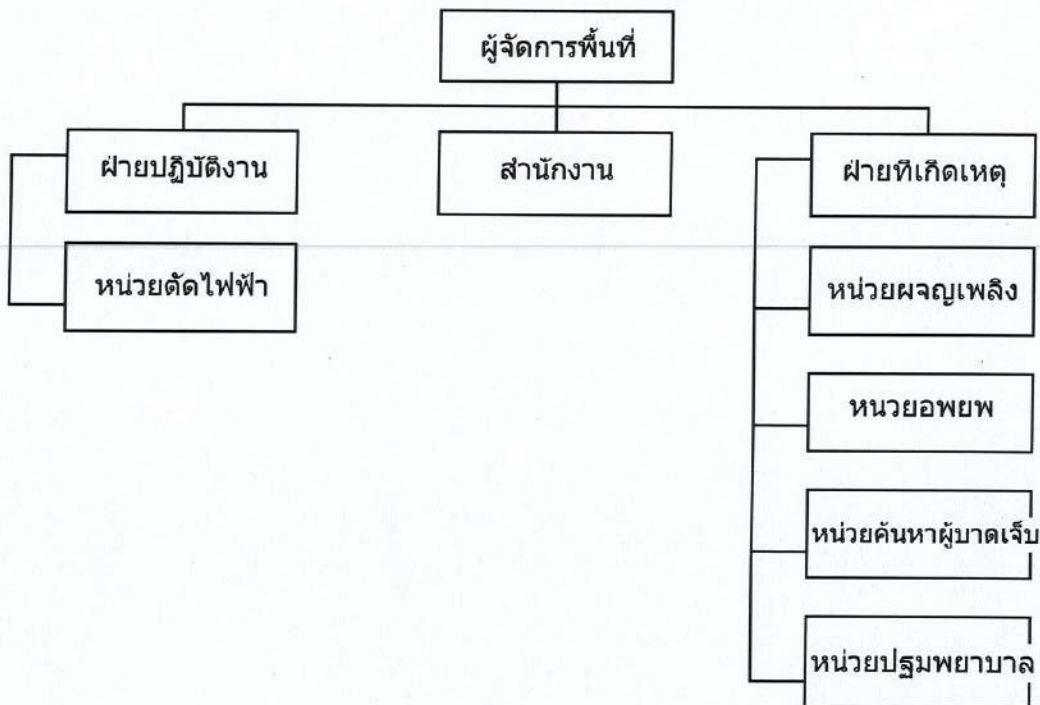 ผู้จัดการพื้นที่
ฝ่ายปฏิบัติงาน
สำนักงาน
ฝ่ายทีเกิดเหตุ
หน่วยตัดไฟฟ้า
หน่วยผจญเพลิง
หนวยอพยพ
หน่วยค้นหาผู้บาดเจ็บ
หน่วยปฐมพยาบาล